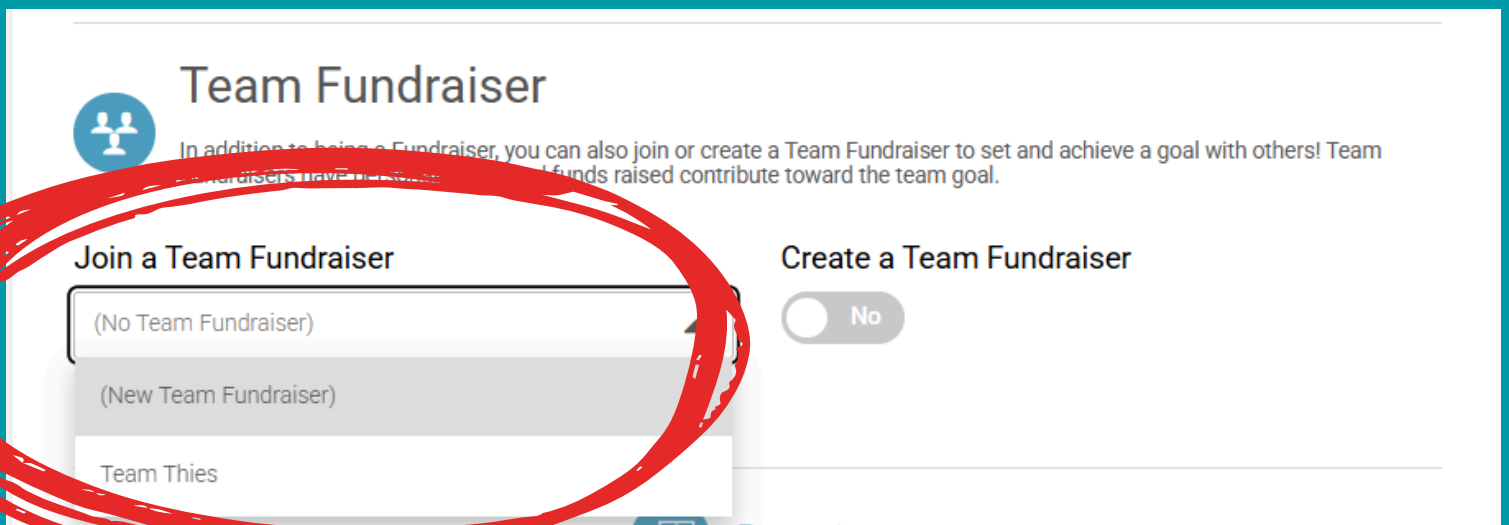 Team Fundraiser
In addition to being a Fundraiser, you can also join or create a Team Fundraiser to set and achieve a goal with others! Team
Fundraisers have funds raised contribute toward the team goal.
Join a Team Fundraiser
Create a Team Fundraiser
(No Team Fundraiser)
No
(New Team Fundraiser)
Team Thies